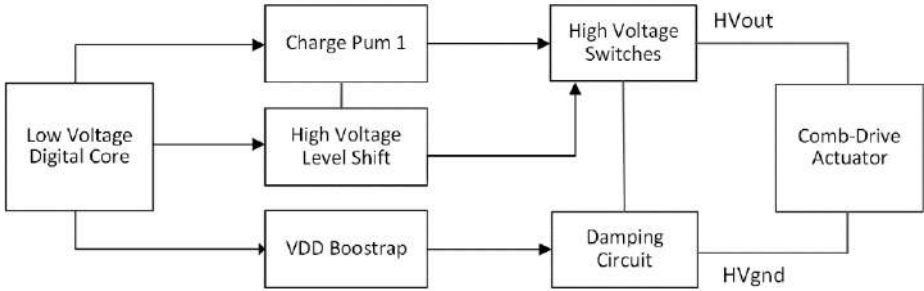 Charge Pum 1
High Voltage
Switches
HVout
Low Voltage
Digital Core
High Voltage
Level Shift
Comb-Drive
Actuator
VDD Boostrap
Damping
Circuit
HVgnd